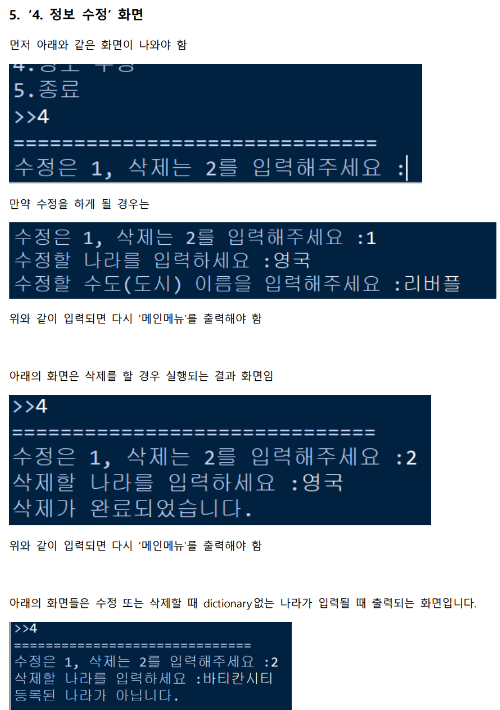 5. ‘4. 정보 수정’ 화면
먼저 아래와 같은 화면이 나와야 함
4.정보 수정
5.종료
>>4
==============================
수정은 1, 삭제는 2를 입력해주세요 :
만약 수정을 하게 될 경우는
수정은 1, 삭제는 2를 입력해주세요 :1
수정할 나라를 입력하세요 :영국
수정할 수도(도시) 이름을 입력해주세요 :리버플
위와 같이 입력되면 다시 ‘메인메뉴’를 출력해야 함
아래의 화면은 삭제를 할 경우 실행되는 결과 화면임
>>4
==============================
수정은 1, 삭제는 2를 입력해주세요 :2
삭제할 나라를 입력하세요 :영국
삭제가 완료되었습니다.
위와 같이 입력되면 다시 ‘메인메뉴’를 출력해야 함
아래의 화면들은 수정 또는 삭제할 때 dictionary없는 나라가 입력될 때 출력되는 화면입니다.
>>4
==============================
수정은 1, 삭제는 2를 입력해주세요 :2
삭제할 나라를 입력하세요 :바티칸시티
등록된 나라가 아닙니다.